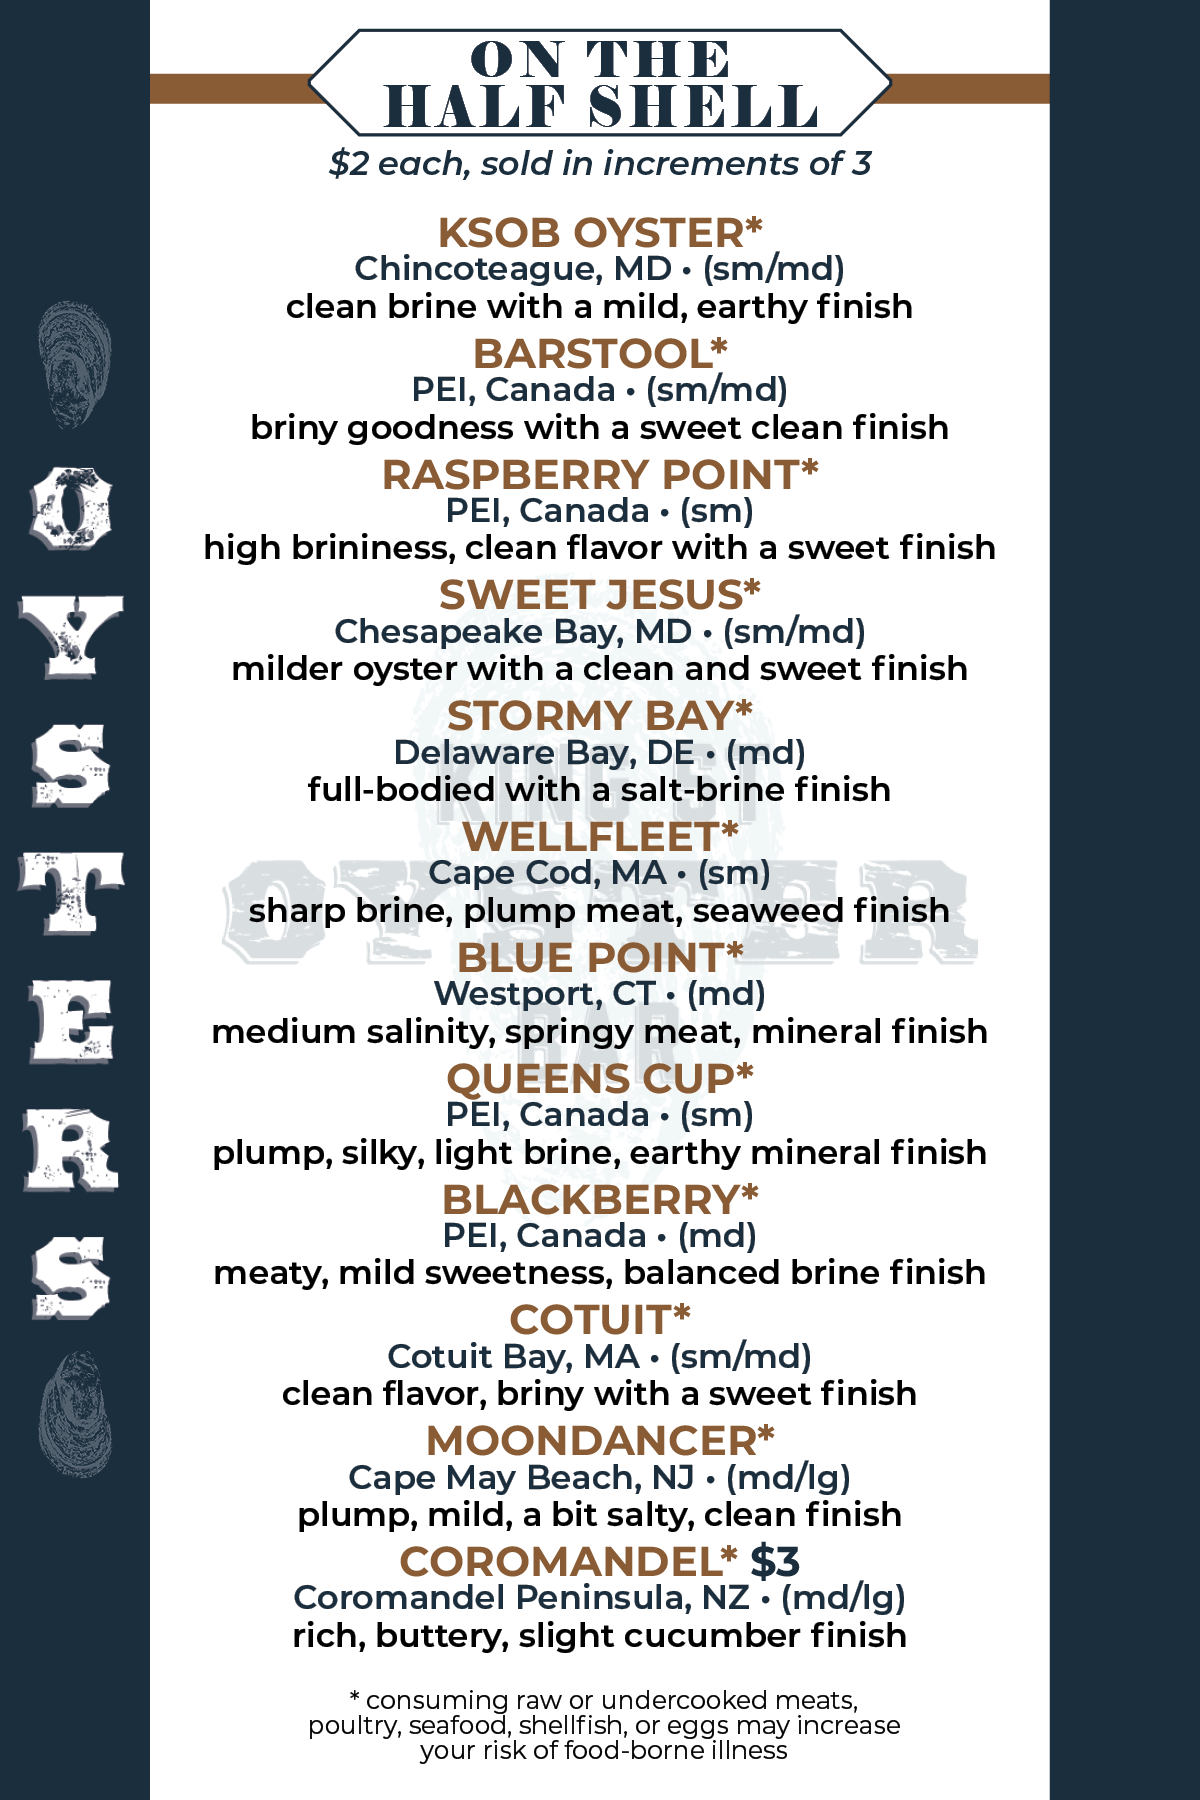 ON THE
HALF SHELL
$2 each, sold in increments of 3
KSOB OYSTER*
Chincoteague, MD • (sm/md)
clean brine with a mild, earthy finish
BARSTOOL*
PEI, Canada • (sm/md)
briny goodness with a sweet clean finish
RASPBERRY POINT*
PEI, Canada • (sm)
high brininess, clean flavor with a sweet finish
SWEET JESUS*
Chesapeake Bay, MD • (sm/md)
milder oyster with a clean and sweet finish
STORMY BAY*
Delaware Bay, DE • (md)
full-bodied with a salt-brine finish
WELLFLEET*
Cape Cod, MA • (sm)
sharp brine, plump meat, seaweed finish
BLUE POINT*
Westport, CT • (md)
medium salinity, springy meat, mineral finish
QUEENS CUP*
PEI, Canada • (sm)
plump, silky, light brine, earthy mineral finish
BLACKBERRY*
PEI, Canada • (md)
meaty, mild sweetness, balanced brine finish
COTUIT*
Cotuit Bay, MA • (sm/md)
clean flavor, briny with a sweet finish
MOONDANCER*
Cape May Beach, NJ • (md/lg)
plump, mild, a bit salty, clean finish
COROMANDEL* $3
Coromandel Peninsula, NZ • (md/lg)
rich, buttery, slight cucumber finish
* consuming raw or undercooked meats,
poultry, seafood, shellfish, or eggs may increase
your risk of food-borne illness
OYSTERS
KING ST
OYSTER
BAR